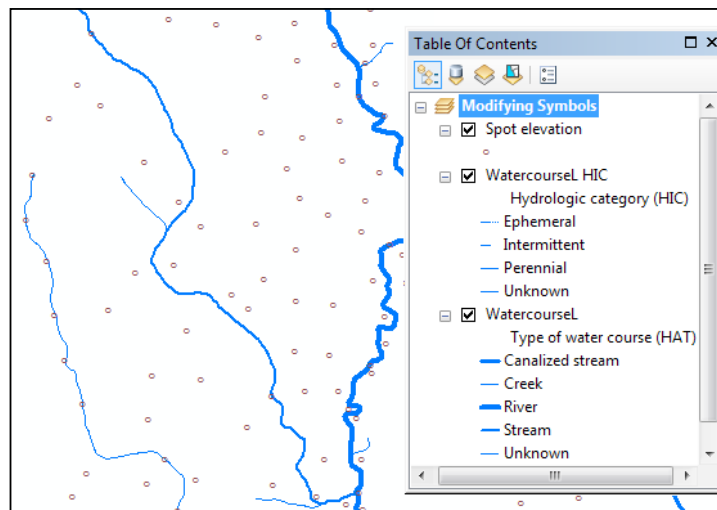 Table Of Contents
Modifying Symbols
Spot elevation
WatercourseL HIC
Hydrologic category (HIC)
Ephemeral
Intermittent
Perennial
Unknown
WatercourseL
Type of water course (HAT)
Canalized stream
Creek
River
Stream
Unknown